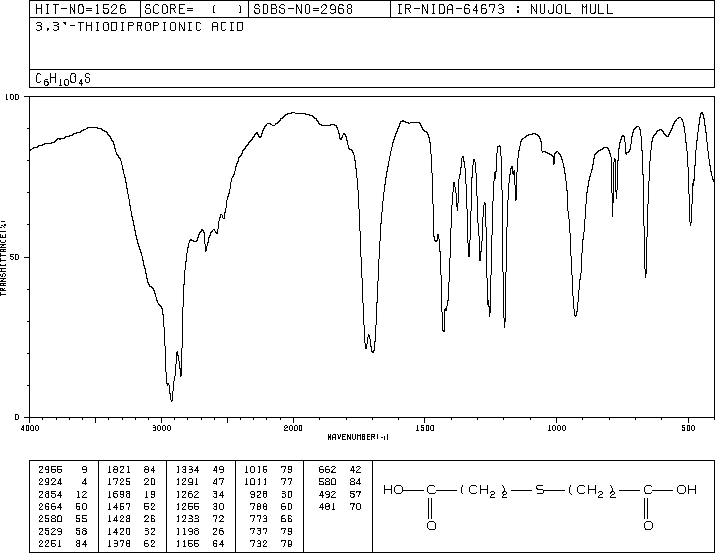 HIT-NO=1526 SCORE= ( ) SDBS-NO=2968 IR-NIDA-64673 : NUJOL MULL
3,3'-THIODIPROPIONIC ACID
C6H10O4S
100
50
0
TRANSMITTANCE(%)
4000 3000 2000 1500 1000 500
WAVENUMBER(-1)
2955 9 1821 84 1334 49 1015 79 662 42
2924 4 1725 20 1291 47 1011 77 580 84
2854 12 1698 19 1262 34 928 30 492 57
2664 50 1457 52 1255 30 788 60 481 70
2580 55 1428 26 1233 72 773 66
2529 58 1420 32 1198 26 737 79
2251 84 1378 62 1155 64 732 79
HO C (CH2)2 S (CH2)2 C OH
O O